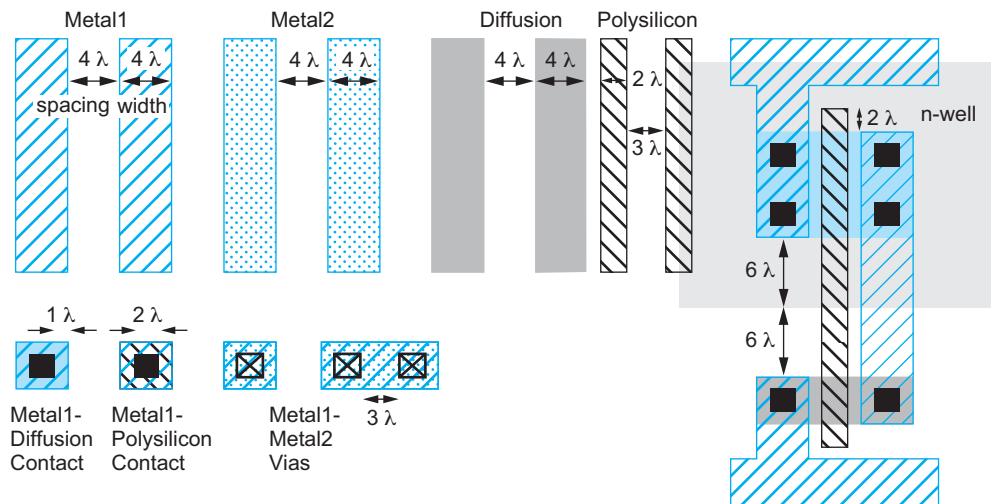 Metal1
Metal2
Diffusion
Polysilicon
4 λ
4 λ
spacing
width
4 λ
4 λ
4 λ
4 λ
2 λ
3 λ
2 λ
n-well
6 λ
6 λ
1 λ
2 λ
3 λ
Metal1-
Diffusion
Contact
Metal1-
Polysilicon
Contact
Metal1-
Metal2
Vias